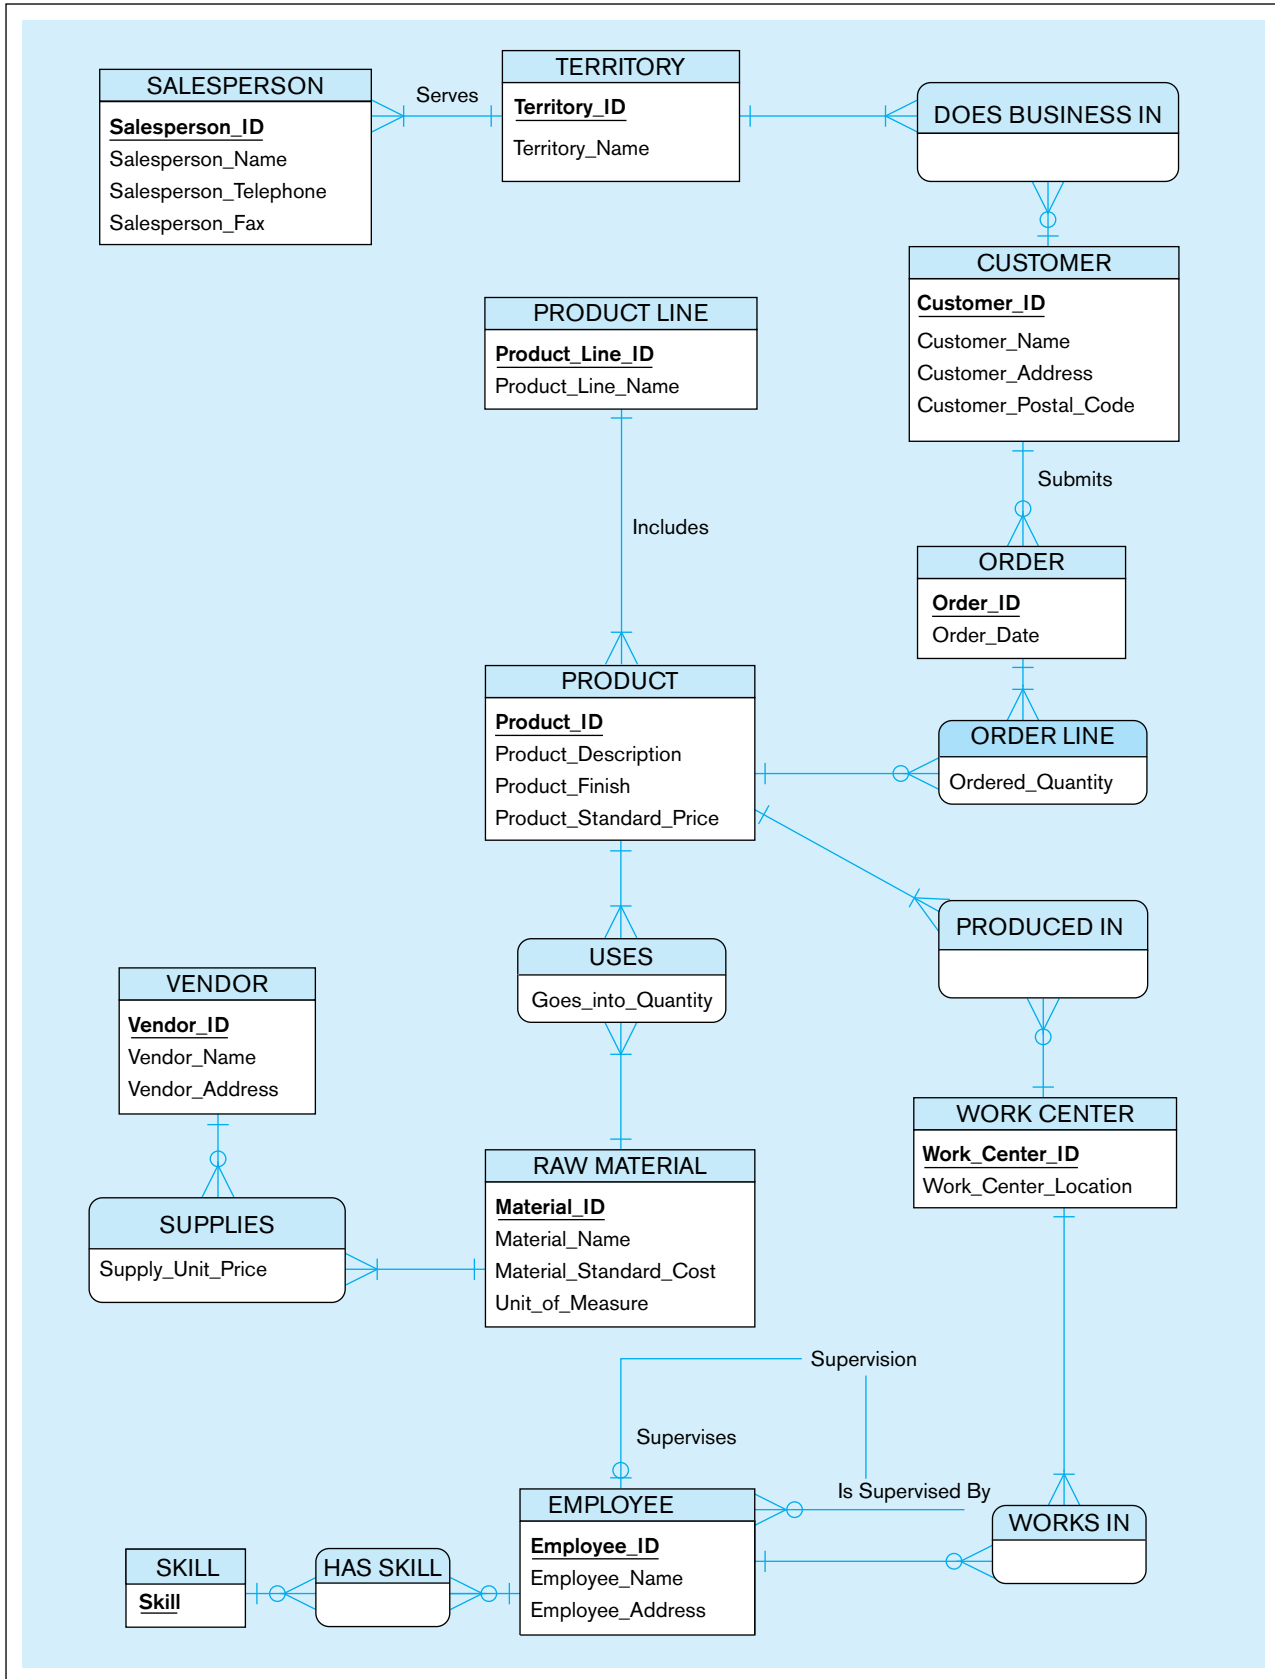 SALESPERSON
Salesperson_ID
Salesperson_Name
Salesperson_Telephone
Salesperson_Fax
Serves
TERRITORY
Territory_ID
Territory_Name
DOES BUSINESS IN
CUSTOMER
Customer_ID
Customer_Name
Customer_Address
Customer_Postal_Code
PRODUCT LINE
Product_Line_ID
Product_Line_Name
Submits
Includes
ORDER
Order_ID
Order_Date
PRODUCT
Product_ID
Product_Description
Product_Finish
Product_Standard_Price
ORDER LINE
Ordered_Quantity
PRODUCED IN
USES
Goes_into_Quantity
VENDOR
Vendor_ID
Vendor_Name
Vendor_Address
WORK CENTER
Work_Center_ID
Work_Center_Location
RAW MATERIAL
Material_ID
Material_Name
Material_Standard_Cost
Unit_of_Measure
SUPPLIES
Supply_Unit_Price
Supervision
Supervises
Is Supervised By
EMPLOYEE
Employee_ID
Employee_Name
Employee_Address
WORKS IN
SKILL
Skill
HAS SKILL